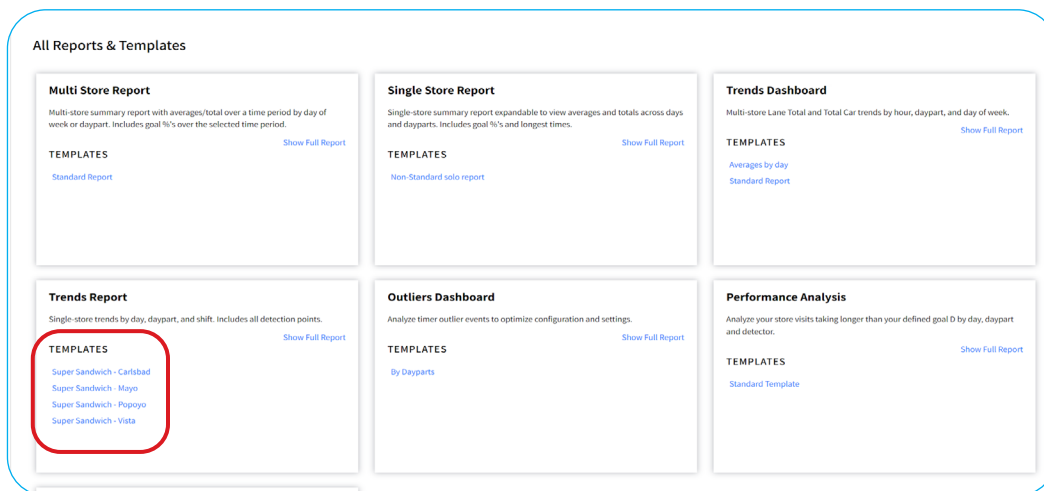 All Reports & Templates
Multi Store Report
Multi-store summary report with averages/total over a time period by day of
week or daypart. Includes goal %'s over the selected time period.
Show Full Report
TEMPLATES
Standard Report
Single Store Report
Single-store summary report expandable to view averages and totals across days
and dayparts. Includes goal %'s and longest times.
Show Full Report
TEMPLATES
Non-Standard solo report
Trends Dashboard
Multi-store Lane Total and Total Car trends by hour, daypart, and day of week.
Show Full Report
TEMPLATES
Averages by day
Standard Report
Trends Report
Single-store trends by day, daypart, and shift. Includes all detection points.
Show Full Report
TEMPLATES
Super Sandwich - Carlsbad
Super Sandwich - Mayo
Super Sandwich - Popoyo
Super Sandwich - Vista
Outliers Dashboard
Analyze timer outlier events to optimize configuration and settings.
Show Full Report
TEMPLATES
By Dayparts
Performance Analysis
Analyze your store visits taking longer than your defined goal D by day, daypart
and detector.
Show Full Report
TEMPLATES
Standard Template